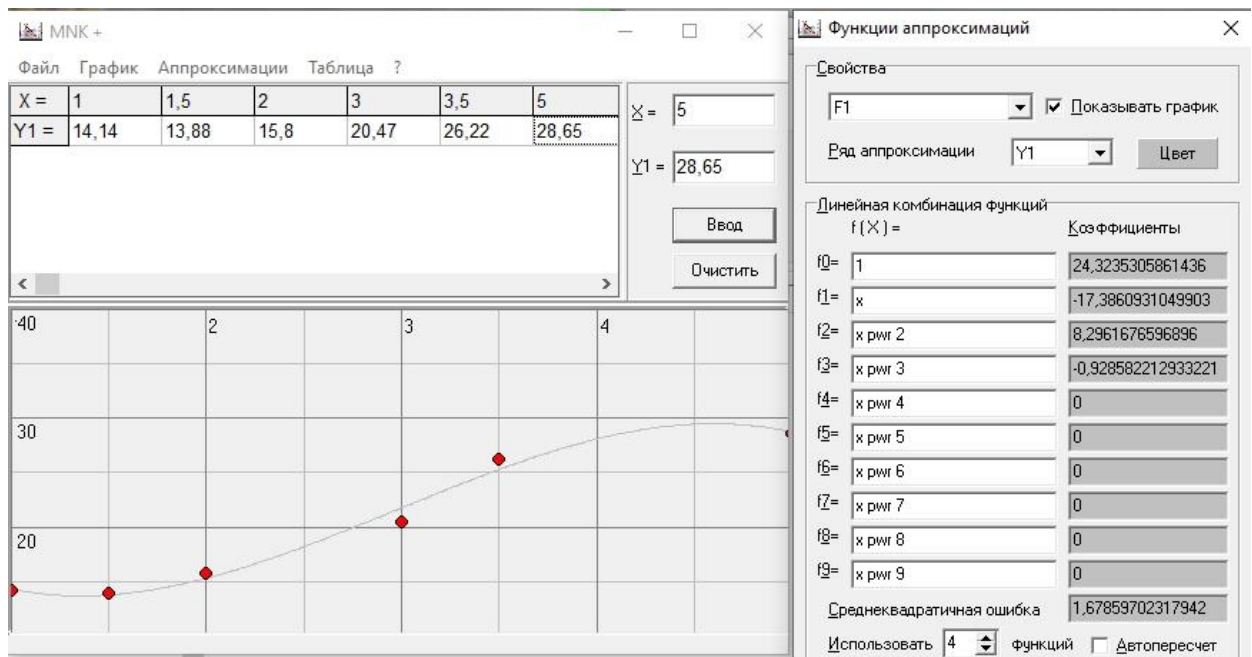 MNK +
Файл График Аппроксимации Таблица ?
X = 1 1,5 2 3 3,5 5
Y1 = 14,14 13,88 15,8 20,47 26,22 28,65
X = 5
Y1 = 28,65
Ввод
Очистить
40 2 3 4
30
20
Функции аппроксимаций
Свойства
F1 Показывать график
Ряд аппроксимации Y1 Цвет
Линейная комбинация функций
f ( X ) = Коэффициенты
f0= 1 24,3235305861436
f1= x -17,3860931049903
f2= x pwr 2 8,2961676596896
f3= x pwr 3 -0,928582212933221
f4= x pwr 4 0
f5= x pwr 5 0
f6= x pwr 6 0
f7= x pwr 7 0
f8= x pwr 8 0
f9= x pwr 9 0
Среднеквадратичная ошибка 1,67859702317942
Использовать 4 функций Автопересчет